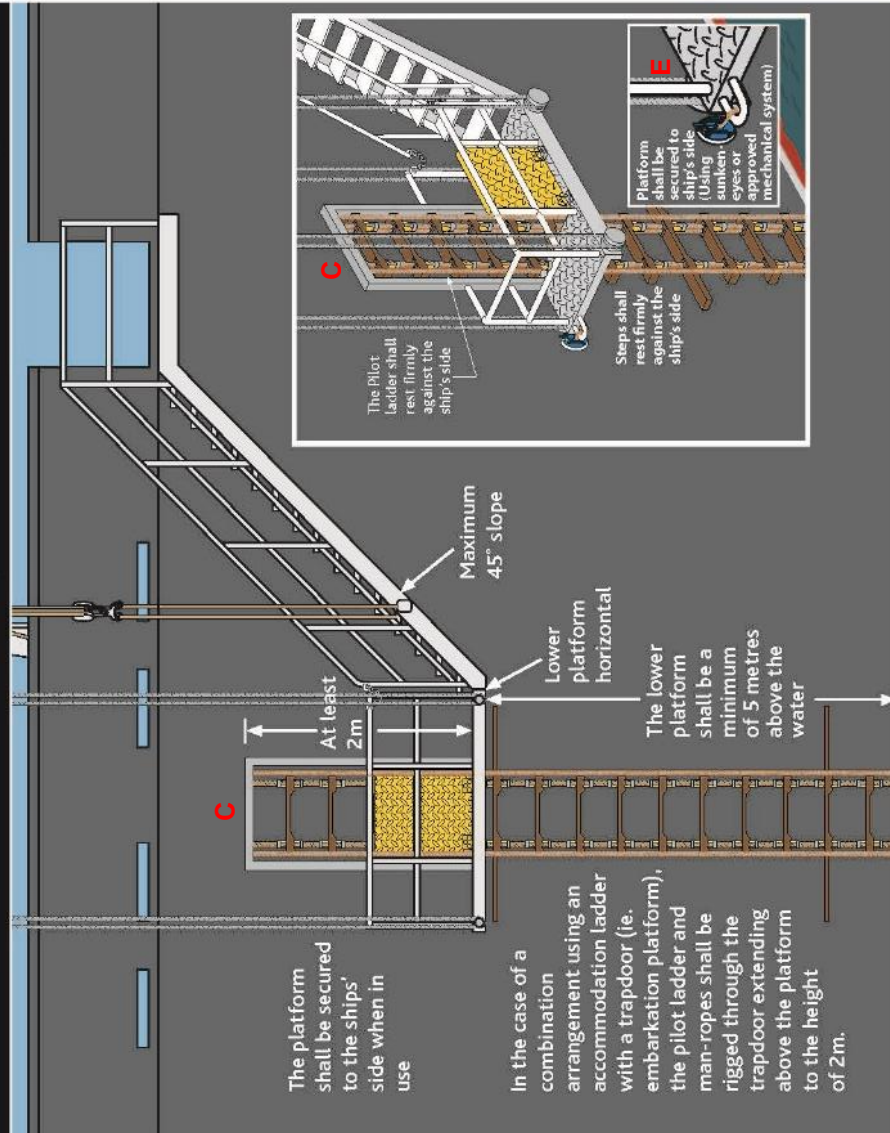 The platform
shall be secured
to the ships'
side when in
use
In the case of a
combination
arrangement using an
accommodation ladder
with a trapdoor (ie.
embarkation platform),
the pilot ladder and
man-ropes shall be
rigged through the
trapdoor extending
above the platform
to the height
of 2m.
C
At least
2m
Maximum
45° slope
Lower
platform
horizontal
The lower
platform
shall be a
minimum
of 5 metres
above the
water
C
The Pilot
ladder shall
rest firmly
against the
ship's side
Steps shall
rest firmly
against the
ship's side
E
Platform
shall be
secured to
ship's side
(Using
sunken
eyes or
approved
mechanical system)